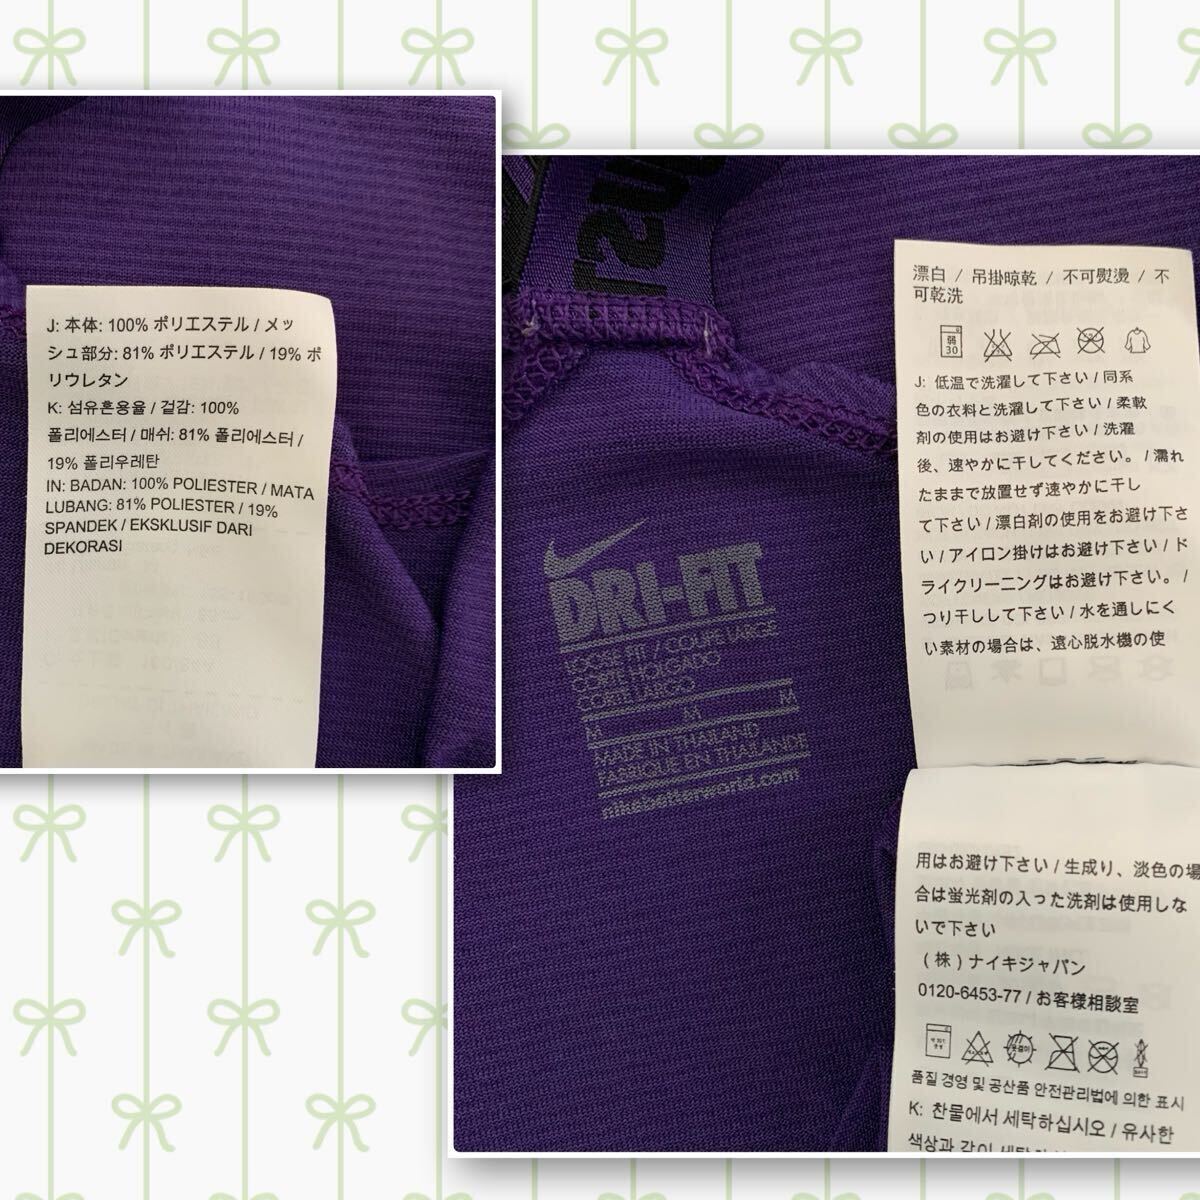 J: 本体: 100% ポリエステル / メッ
シュ部分: 81% ポリエステル / 19% ポ
リウレタン
K: 섬유혼용율 / 겉감: 100%
폴리에스터 / 매쉬: 81% 폴리에스터 /
19% 폴리우레탄
IN: BADAN: 100% POLIESTER / MATA
LUBANG: 81% POLIESTER / 19%
SPANDEK / EKSKLUSIF DARI
DEKORASI
DRI-FIT
LOOSE FIT / COUPE LARGE
CORTE HOLGADO
CORTE LARGO
M M M
MADE IN THAILAND
FABRIQUE EN THAILANDE
nikebetterworld.com
漂白 / 吊掛晾乾 / 不可熨燙 / 不
可乾洗
弱
30
J: 低温で洗濯して下さい / 同系
色の衣料と洗濯して下さい / 柔軟
剤の使用はお避け下さい / 洗濯
後、速やかに干してください。 / 濡れ
たままで放置せず速やかに干し
て下さい / 漂白剤の使用をお避け下さ
い / アイロン掛けはお避け下さい / ド
ライクリーニングはお避け下さい。 /
つり干しして下さい / 水を通しにく
い素材の場合は、遠心脱水機の使
用はお避け下さい / 生成り、淡色の場
合は蛍光剤の入った洗剤は使用しな
いで下さい
(株) ナイキジャパン
0120-6453-77 / お客様相談室
품질 경영 및 공산품 안전관리법에 의한 표시
K: 찬물에서 세탁하십시오 / 유사한
색상과 같이